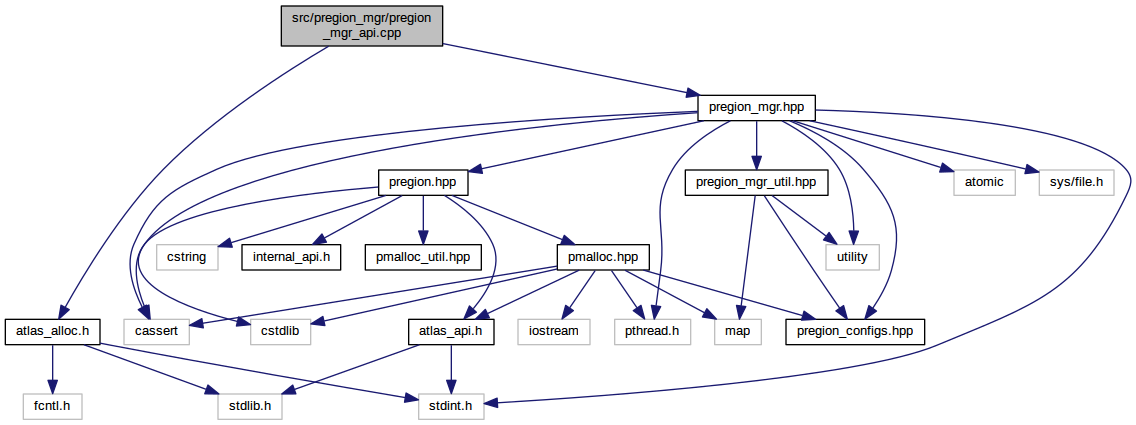 src/pregion_mgr/pregion
_mgr_api.cpp
pregion_mgr.hpp
pregion.hpp
pregion_mgr_util.hpp
atomic
sys/file.h
cstring
internal_api.h
pmalloc_util.hpp
pmalloc.hpp
utility
atlas_alloc.h
cassert
cstdlib
atlas_api.h
iostream
pthread.h
map
pregion_configs.hpp
fcntl.h
stdlib.h
stdint.h